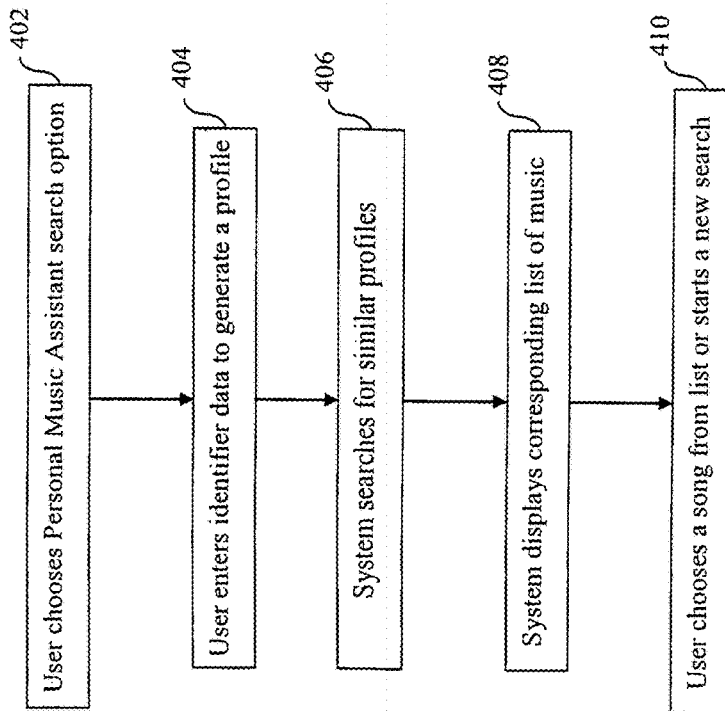 402
User chooses Personal Music Assistant search option
404
User enters identifier data to generate a profile
406
System searches for similar profiles
408
System displays corresponding list of music
410
User chooses a song from list or starts a new search